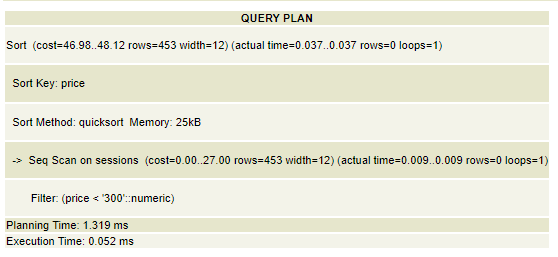 QUERY PLAN
Sort (cost=46.98..48.12 rows=453 width=12) (actual time=0.037..0.037 rows=0 loops=1)
Sort Key: price
Sort Method: quicksort Memory: 25kB
-> Seq Scan on sessions (cost=0.00..27.00 rows=453 width=12) (actual time=0.009..0.009 rows=0 loops=1)
Filter: (price < '300'::numeric)
Planning Time: 1.319 ms
Execution Time: 0.052 ms